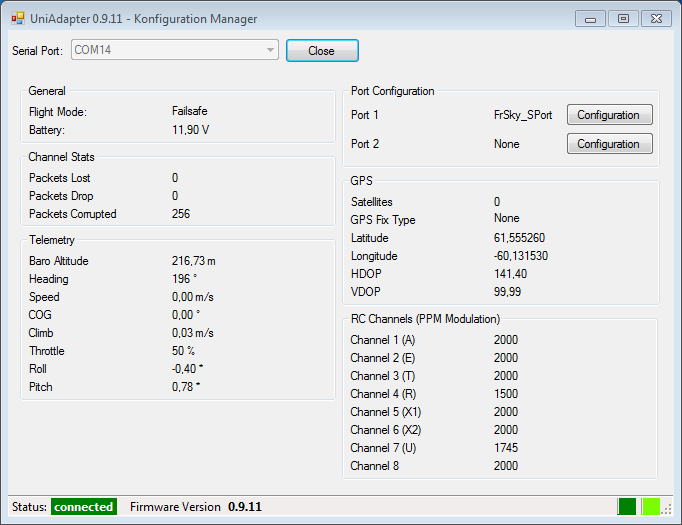 UniAdapter 0.9.11 - Konfiguration Manager
Serial Port: COM14 Close
General
Flight Mode: Failsafe
Battery: 11,90 V
Channel Stats
Packets Lost 0
Packets Drop 0
Packets Corrupted 256
Telemetry
Baro Altitude 216,73 m
Heading 196 °
Speed 0,00 m/s
COG 0,00 °
Climb 0,03 m/s
Throttle 50 %
Roll -0,40 °
Pitch 0,78 °
Port Configuration
Port 1 FrSky_SPort Configuration
Port 2 None Configuration
GPS
Satellites 0
GPS Fix Type None
Latitude 61,555260
Longitude -60,131530
HDOP 141,40
VDOP 99,99
RC Channels (PPM Modulation)
Channel 1 (A) 2000
Channel 2 (E) 2000
Channel 3 (T) 2000
Channel 4 (R) 1500
Channel 5 (X1) 2000
Channel 6 (X2) 2000
Channel 7 (U) 1745
Channel 8 2000
Status: connected Firmware Version 0.9.11